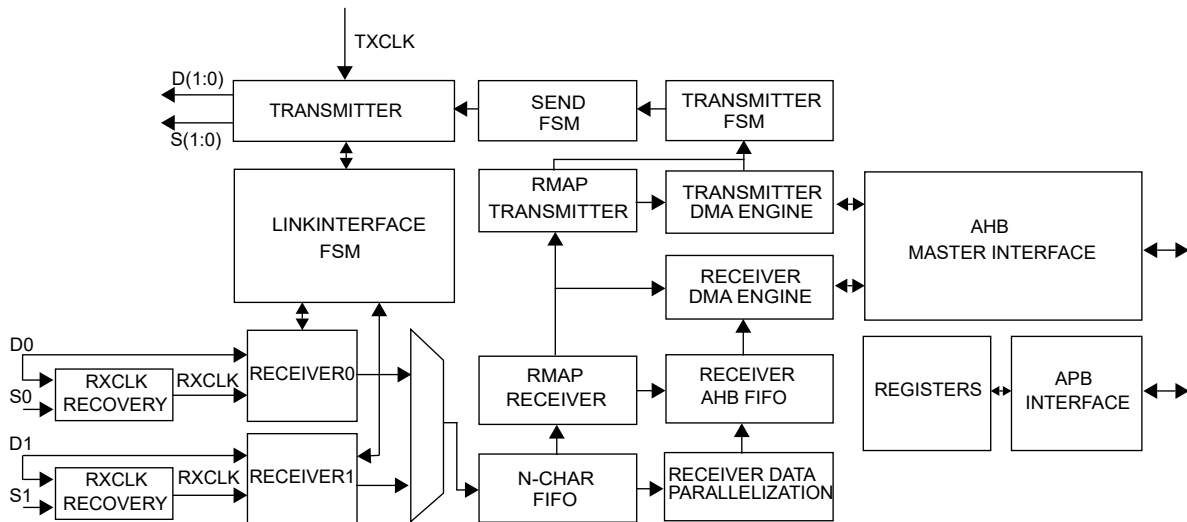 TXCLK
D(1:0)
S(1:0)
TRANSMITTER
SEND
FSM
TRANSMITTER
FSM
LINKINTERFACE
FSM
RMAP
TRANSMITTER
TRANSMITTER
DMA ENGINE
AHB
MASTER INTERFACE
RECEIVER
DMA ENGINE
D0
S0
RXCLK
RECOVERY
RXCLK
RECEIVER0
RMAP
RECEIVER
RECEIVER
AHB FIFO
REGISTERS
APB
INTERFACE
D1
S1
RXCLK
RECOVERY
RXCLK
RECEIVER1
N-CHAR
FIFO
RECEIVER DATA
PARALLELIZATION